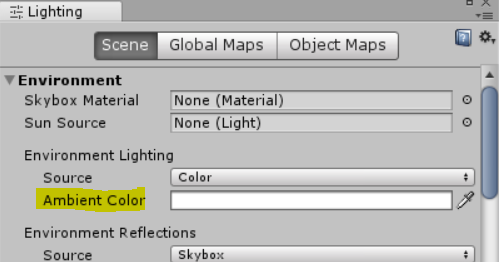 Lighting
Scene Global Maps Object Maps
Environment
Skybox Material None (Material)
Sun Source None (Light)
Environment Lighting
Source Color
Ambient Color
Environment Reflections
Source Skybox